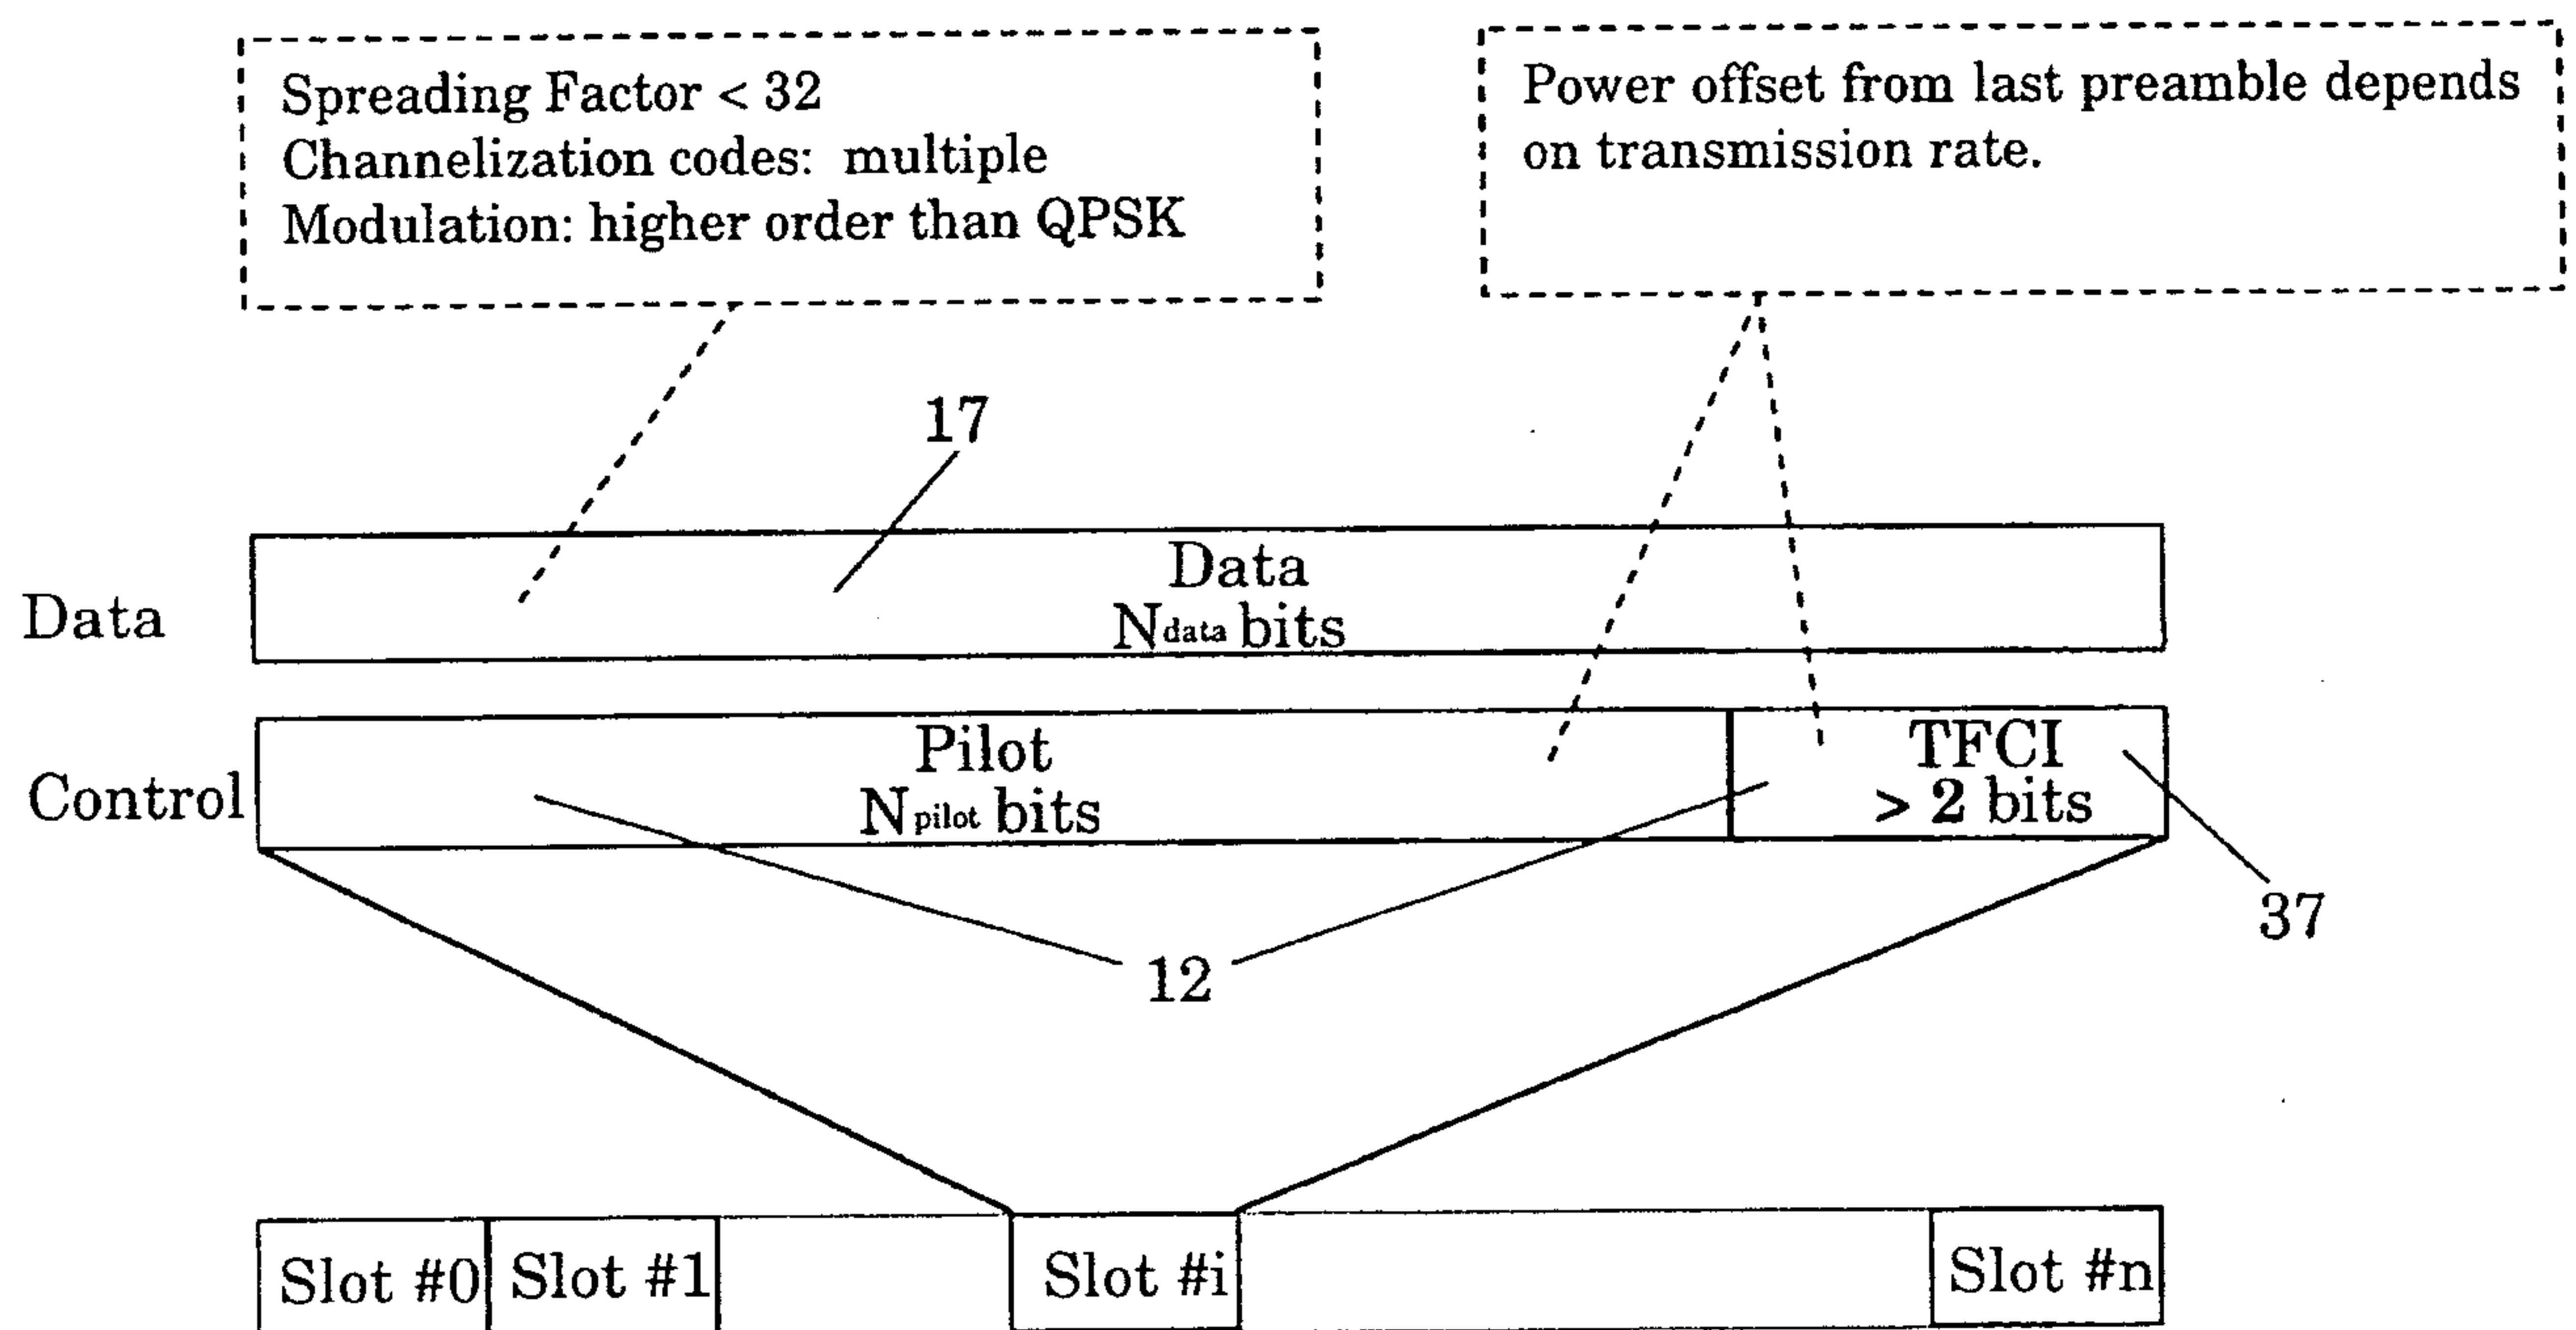 Spreading Factor < 32
Channelization codes: multiple
Modulation: higher order than QPSK
Power offset from last preamble depends
on transmission rate.
17
Data
Data
Ndata bits
Control
Pilot
Npilot bits
TFCI
> 2 bits
37
12
Slot #0
Slot #1
Slot #i
Slot #n